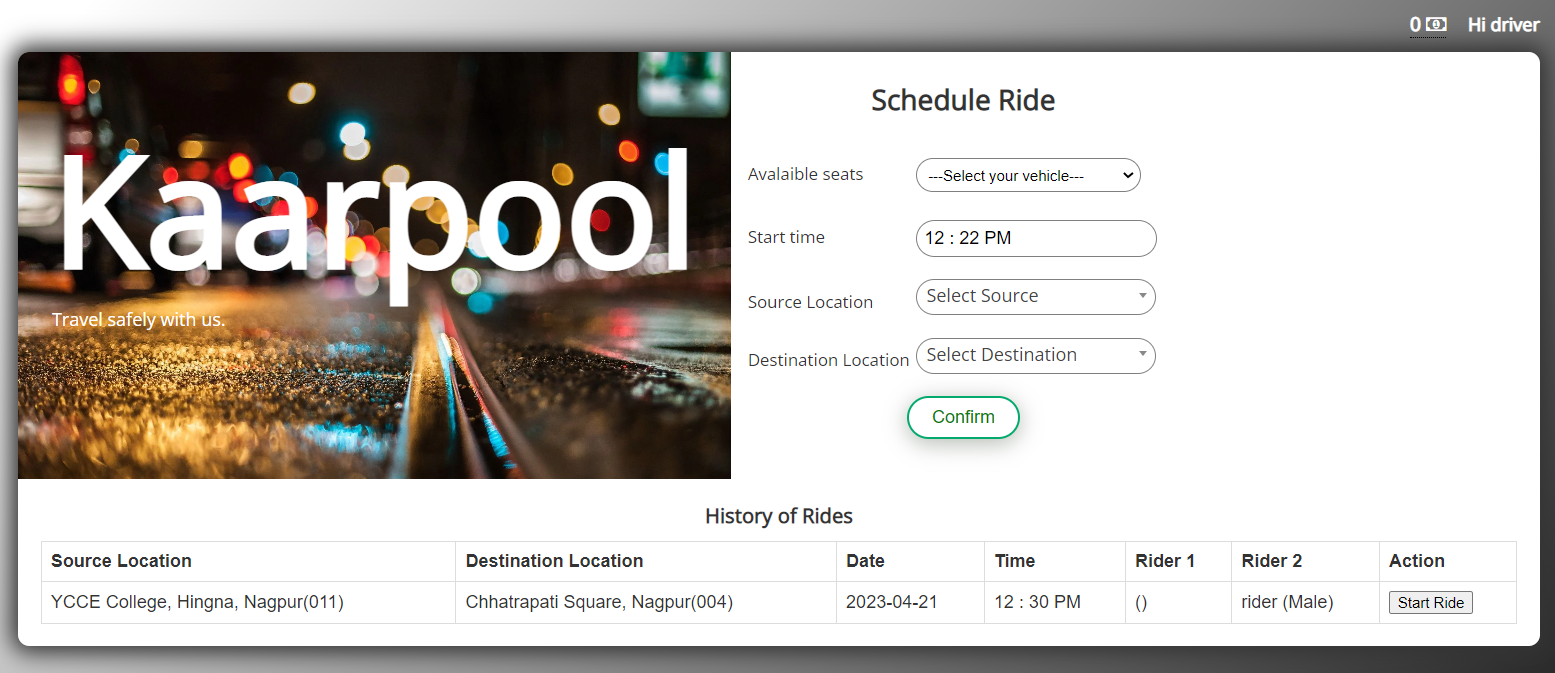 0 Hi driver
Kaarpool
Travel safely with us.
Schedule Ride
Avalaible seats ---Select your vehicle---
Start time 12 : 22 PM
Source Location Select Source
Destination Location Select Destination
Confirm
History of Rides
Source Location Destination Location Date Time Rider 1 Rider 2 Action
YCCE College, Hingna, Nagpur(011) Chhatrapati Square, Nagpur(004) 2023-04-21 12 : 30 PM () rider (Male) Start Ride